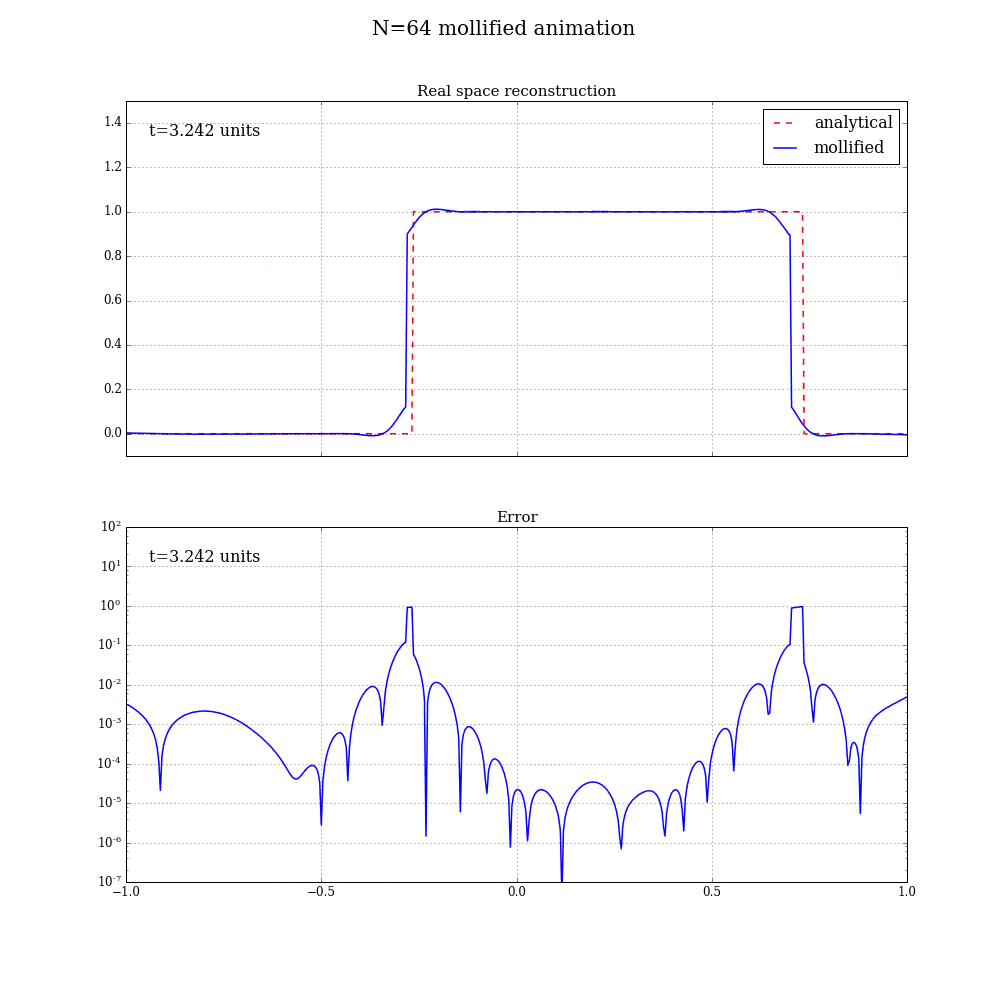 N=64 mollified animation
Real space reconstruction
t=3.242 units
analytical
mollified
1.4
1.2
1.0
0.8
0.6
0.4
0.2
0.0
Error
t=3.242 units
10²
10¹
10⁰
10⁻¹
10⁻²
10⁻³
10⁻⁴
10⁻⁵
10⁻⁶
10⁻⁷
−1.0 −0.5 0.0 0.5 1.0